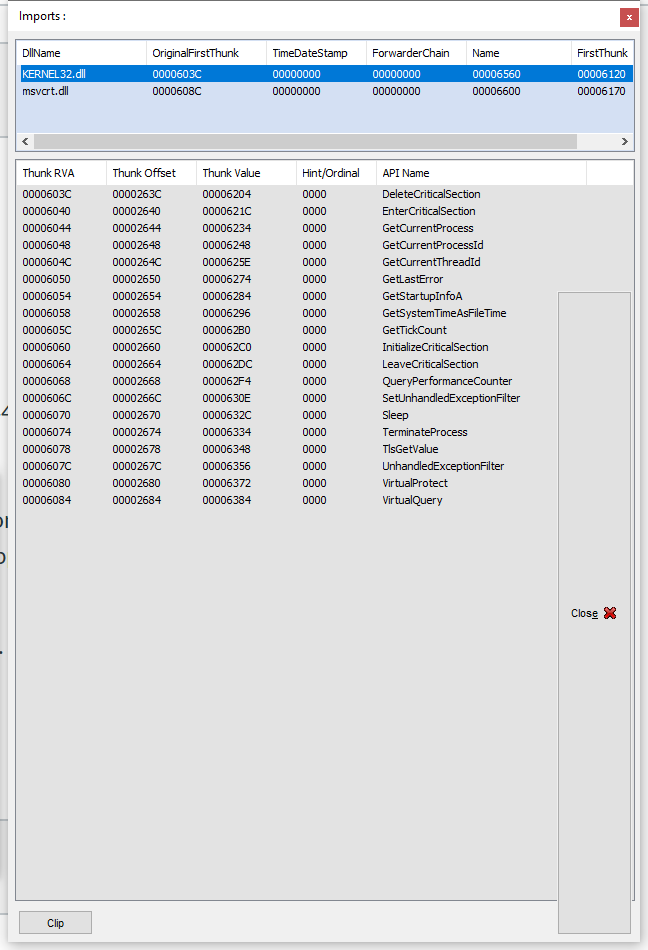 Imports :
x
DllName OriginalFirstThunk TimeDateStamp ForwarderChain Name FirstThunk
KERNEL32.dll 0000603C 00000000 00000000 00006560 00006120
msvcrt.dll 0000608C 00000000 00000000 00006600 00006170
Thunk RVA Thunk Offset Thunk Value Hint/Ordinal API Name
0000603C 0000263C 00006204 0000 DeleteCriticalSection
00006040 00002640 0000621C 0000 EnterCriticalSection
00006044 00002644 00006234 0000 GetCurrentProcess
00006048 00002648 00006248 0000 GetCurrentProcessId
0000604C 0000264C 0000625E 0000 GetCurrentThreadId
00006050 00002650 00006274 0000 GetLastError
00006054 00002654 00006284 0000 GetStartupInfoA
00006058 00002658 00006296 0000 GetSystemTimeAsFileTime
0000605C 0000265C 000062B0 0000 GetTickCount
00006060 00002660 000062C0 0000 InitializeCriticalSection
00006064 00002664 000062DC 0000 LeaveCriticalSection
00006068 00002668 000062F4 0000 QueryPerformanceCounter
0000606C 0000266C 0000630E 0000 SetUnhandledExceptionFilter
00006070 00002670 0000632C 0000 Sleep
00006074 00002674 00006334 0000 TerminateProcess
00006078 00002678 00006348 0000 TlsGetValue
0000607C 0000267C 00006356 0000 UnhandledExceptionFilter
00006080 00002680 00006372 0000 VirtualProtect
00006084 00002684 00006384 0000 VirtualQuery
Close
Clip